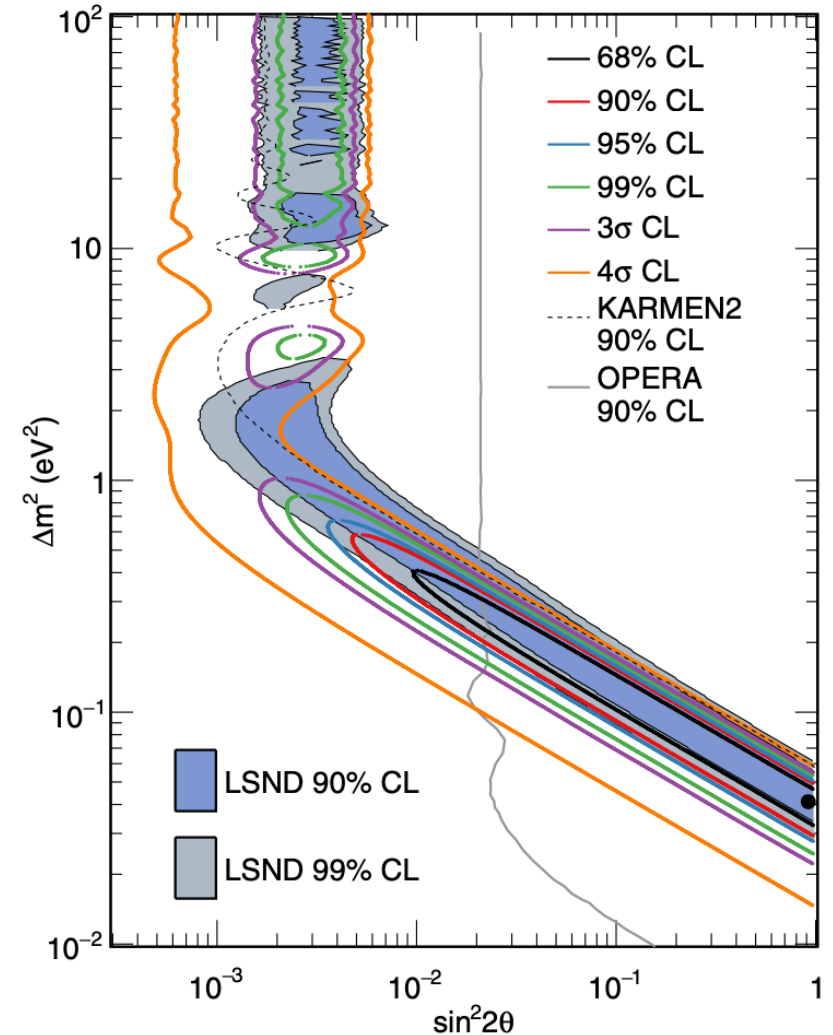 10²
10
1
10⁻¹
10⁻²
Δm² (eV²)
68% CL
90% CL
95% CL
99% CL
3σ CL
4σ CL
KARMEN2
90% CL
OPERA
90% CL
LSND 90% CL
LSND 99% CL
10⁻³
10⁻²
10⁻¹
1
sin²2θ